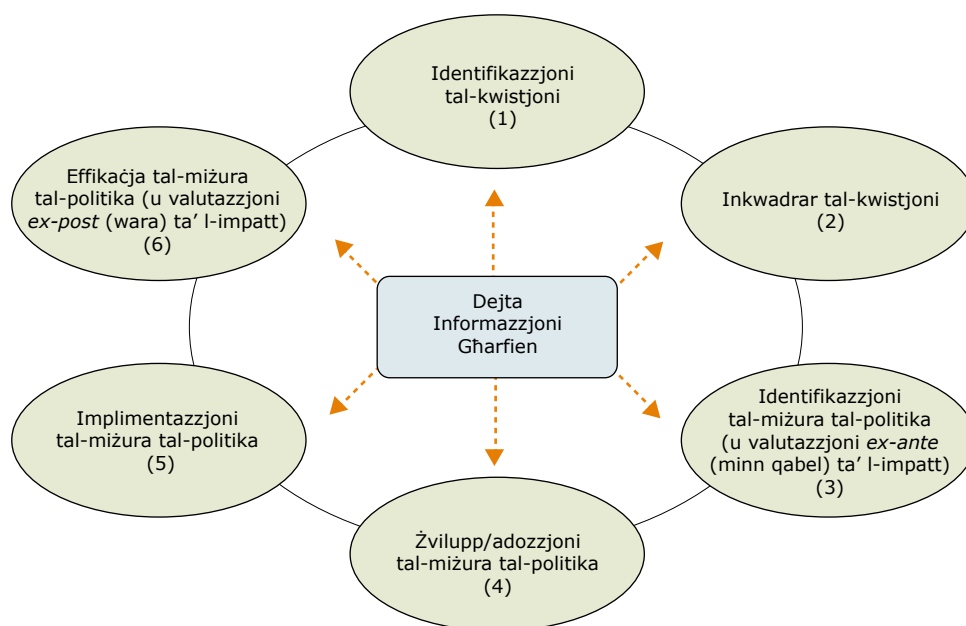 Identifikazzjoni
tal-kwistjoni
(1)
Inkwadrar tal-kwistjoni
(2)
Identifikazzjoni
tal-miżura tal-politika
(u valutazzjoni ex-ante
(minn qabel) ta’ l-impatt)
(3)
Żvilupp/adozzjoni
tal-miżura tal-politika
(4)
Implimentazzjoni
tal-miżura tal-politika
(5)
Effikaċja tal-miżura
tal-politika (u valutazzjoni
ex-post (wara) ta’ l-impatt)
(6)
Dejta
Informazzjoni
Għarfien